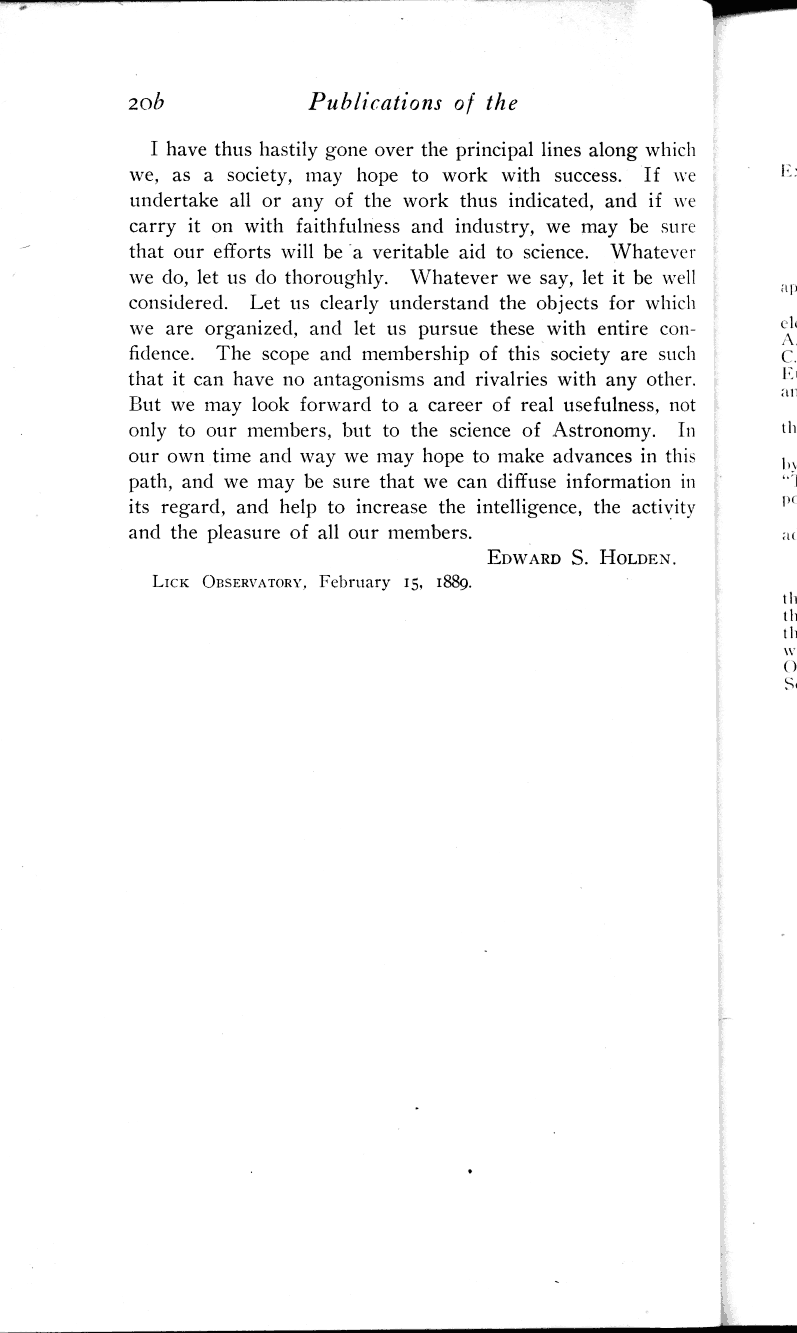 20b Publications of the
I have thus hastily gone over the principal lines along which
we, as a society, may hope to work with success. If we
undertake all or any of the work thus indicated, and if we
carry it on with faithfulness and industry, we may be sure
that our efforts will be a veritable aid to science. Whatever
we do, let us do thoroughly. Whatever we say, let it be well
considered. Let us clearly understand the objects for which
we are organized, and let us pursue these with entire con-
fidence. The scope and membership of this society are such
that it can have no antagonisms and rivalries with any other.
But we may look forward to a career of real usefulness, not
only to our members, but to the science of Astronomy. In
our own time and way we may hope to make advances in this
path, and we may be sure that we can diffuse information in
its regard, and help to increase the intelligence, the activity
and the pleasure of all our members.
EDWARD S. HOLDEN.
LICK OBSERVATORY, February 15, 1889.